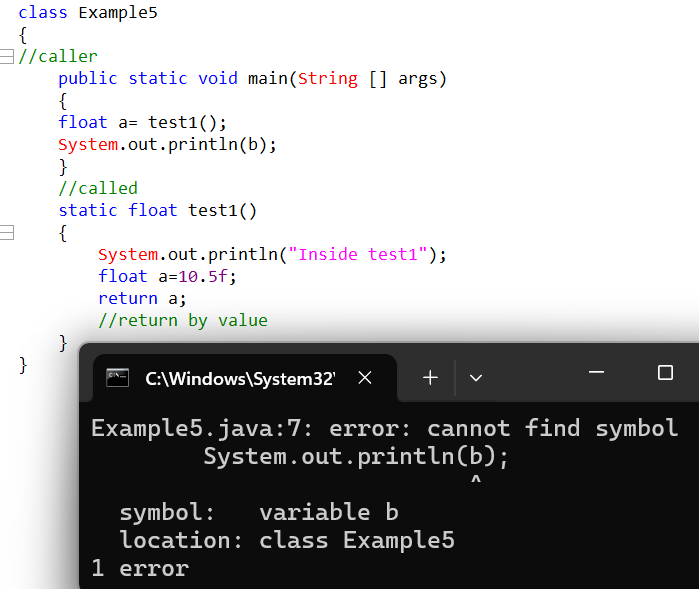 class Example5
{
//caller
public static void main(String [] args)
{
float a= test1();
System.out.println(b);
}
//called
static float test1()
{
System.out.println("Inside test1");
float a=10.5f;
return a;
//return by value
}
}
C:\Windows\System32'
Example5.java:7: error: cannot find symbol
System.out.println(b);
^
symbol: variable b
location: class Example5
1 error